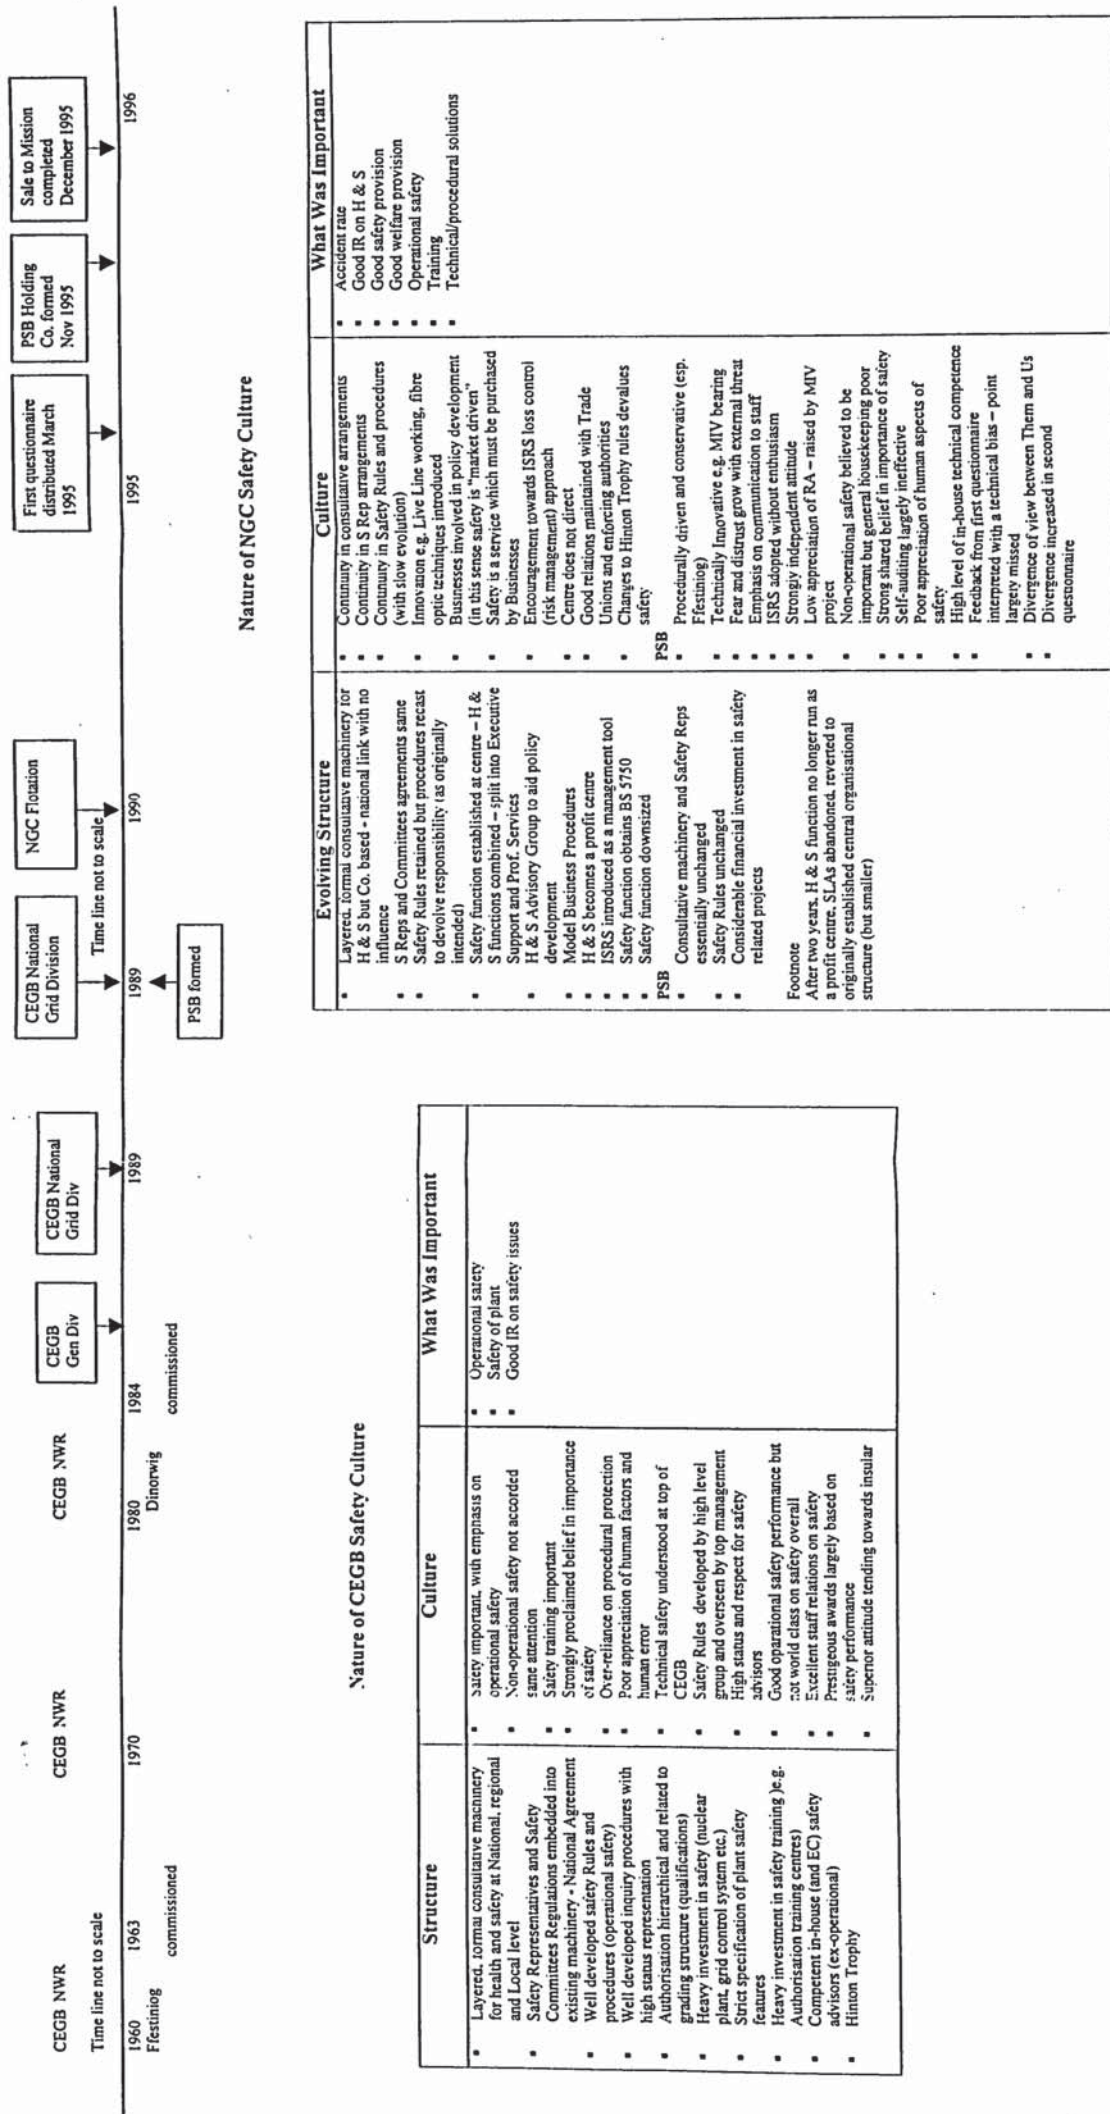 CEGB NWR
CEGB NWR
CEGB NWR
CEGB
Gen Div
CEGB National
Grid Div
CEGB National
Grid Division
NGC Flotation
First questionnaire
distributed March
1995
PSB Holding
Co. formed
Nov 1995
Sale to Mission
completed
December 1995
Time line not to scale
Time line not to scale
1960
1963
1970
1980
1984
1989
1989
1990
1995
1996
Ffestiniog
commissioned
Dinorwig
commissioned
PSB formed
Nature of CEGB Safety Culture
Structure
▪ Layered, formal consultative machinery
for health and safety at National, regional
and Local level
▪ Safety Representatives and Safety
Committees Regulations embedded into
existing machinery - National Agreement
▪ Well developed safety Rules and
procedures (operational safety)
▪ Well developed inquiry procedures with
high status representation
▪ Authorisation hierarchical and related to
grading structure (qualifications)
▪ Heavy investment in safety (nuclear
plant, grid control system etc.)
▪ Strict specification of plant safety
features
▪ Heavy investment in safety training )e.g.
Authorisation training centres)
▪ Competent in-house (and EC) safety
advisors (ex-operational)
▪ Hinton Trophy
Culture
▪ Safety important, with emphasis on
operational safety
▪ Non-operational safety not accorded
same attention
▪ Safety training important
▪ Strongly proclaimed belief in importance
of safety
▪ Over-reliance on procedural protection
▪ Poor appreciation of human factors and
human error
▪ Technical safety understood at top of
CEGB
▪ Safety Rules developed by high level
group and overseen by top management
▪ High status and respect for safety
advisors
▪ Good oparational safety performance but
not world class on safety overall
▪ Excellent staff relations on safety
▪ Prestigeous awards largely based on
safety performance
▪ Superior attitude tending towards insular
What Was Important
▪ Operational safety
▪ Safety of plant
▪ Good IR on safety issues
Nature of NGC Safety Culture
Evolving Structure
▪ Layered, formal consultative machinery for
H & S but Co. based - national link with no
influence
▪ S Reps and Committees agreements same
▪ Safety Rules retained but procedures recast
to devolve responsibility (as originally
intended)
▪ Safety function established at centre – H &
S functions combined – split into Executive
Support and Prof. Services
▪ H & S Advisory Group to aid policy
development
▪ Model Business Procedures
▪ H & S becomes a profit centre
▪ ISRS introduced as a management tool
▪ Safety function obtains BS 5750
▪ Safety function downsized
PSB
▪ Consultative machinery and Safety Reps
essentially unchanged
▪ Safety Rules unchanged
▪ Considerable financial investment in safety
related projects
Footnote
After two years, H & S function no longer run as
a profit centre, SLAs abandoned, reverted to
originally established central organisational
structure (but smaller)
Culture
▪ Continuity in consultative arrangements
▪ Continuity in S Rep arrangements
▪ Continuity in Safety Rules and procedures
(with slow evolution)
▪ Innovation e.g. Live Line working, fibre
optic techniques introduced
▪ Businesses involved in policy development
(in this sense safety is "market driven"
▪ Safety is a service which must be purchased
by Businesses
▪ Encouragement towards ISRS loss control
(risk management) approach
▪ Centre does not direct
▪ Good relations maintained with Trade
Unions and enforcing authorities
▪ Changes to Hinton Trophy rules devalues
safety
PSB
▪ Procedurally driven and conservative (esp.
Ffestiniog)
▪ Technically Innovative e.g. MIV bearing
▪ Fear and distrust grow with external threat
▪ Emphasis on communication to staff
▪ ISRS adopted without enthusiasm
▪ Strongly independent attitude
▪ Low appreciation of RA – raised by MIV
project
▪ Non-operational safety believed to be
important but general housekeeping poor
▪ Strong shared belief in importance of safety
▪ Self-auditing largely ineffective
▪ Poor appreciation of human aspects of
safety
▪ High level of in-house technical competence
▪ Feedback from first questionnaire
interpreted with a technical bias – point
largely missed
▪ Divergence of view between Them and Us
▪ Divergence increased in second
questionnaire
What Was Important
▪ Accident rate
▪ Good IR on H & S
▪ Good safety provision
▪ Good welfare provision
▪ Operational safety
▪ Training
▪ Technical/procedural solutions